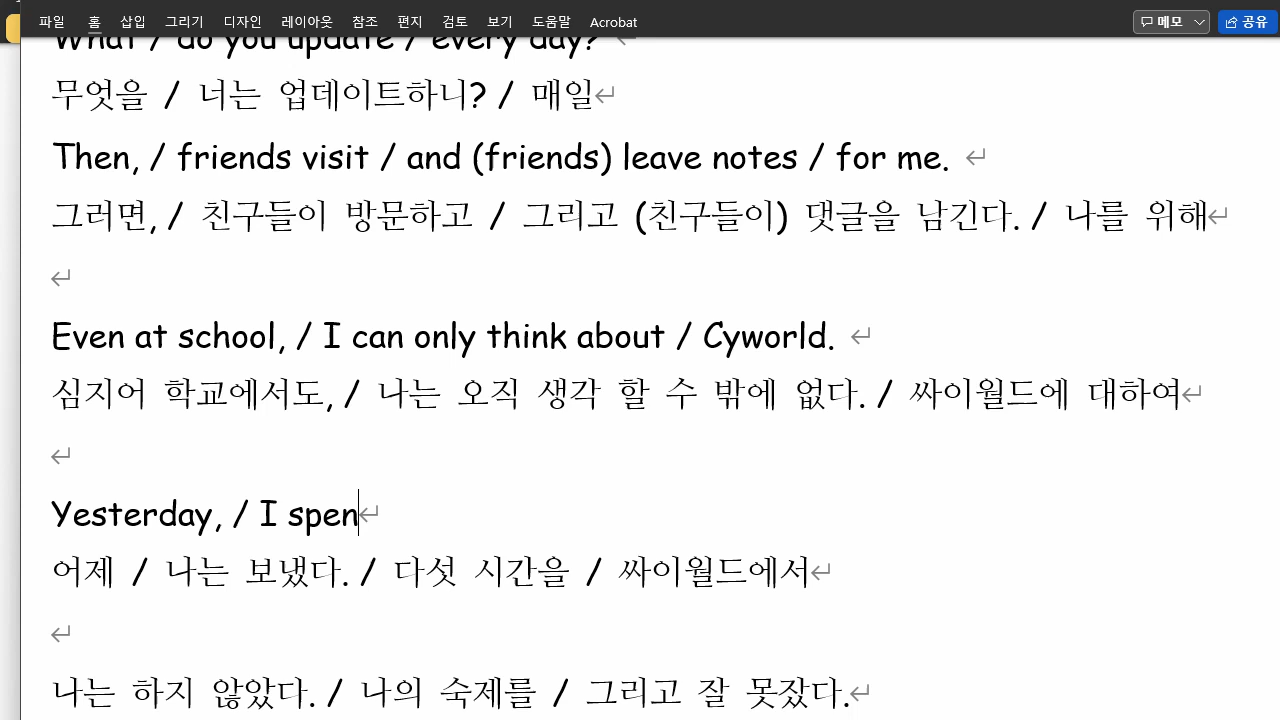 파일 홈 삽입 그리기 디자인 레이아웃 참조 편지 검토 보기 도움말 Acrobat 메모 공유
What / do you update / every day?
무엇을 / 너는 업데이트하니? / 매일
Then, / friends visit / and (friends) leave notes / for me.
그러면, / 친구들이 방문하고 / 그리고 (친구들이) 댓글을 남긴다. / 나를 위해
Even at school, / I can only think about / Cyworld.
심지어 학교에서도, / 나는 오직 생각 할 수 밖에 없다. / 싸이월드에 대하여
Yesterday, / I spen
어제 / 나는 보냈다. / 다섯 시간을 / 싸이월드에서
나는 하지 않았다. / 나의 숙제를 / 그리고 잘 못잤다.